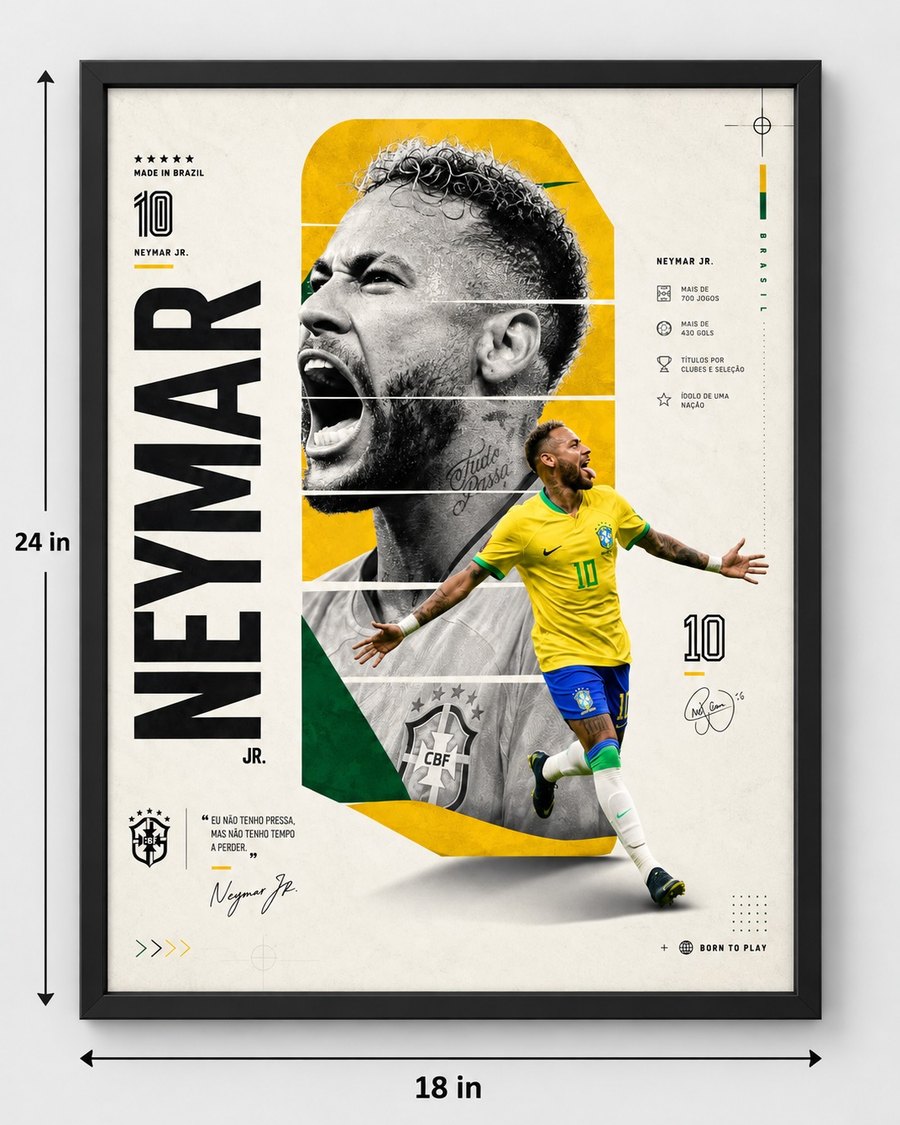 ★★★★★
MADE IN BRAZIL
10
NEYMAR JR.
NEYMAR
JR.
Tudo
Passa
CBF
10
10
NEYMAR JR.
MAIS DE
700 JOGOS
MAIS DE
430 GOLS
TÍTULOS POR
CLUBES E SELEÇÃO
ÍDOLO DE UMA
NAÇÃO
BRASIL
10
CBF
“ EU NÃO TENHO PRESSA,
MAS NÃO TENHO TEMPO
A PERDER. ”
Neymar Jr.
>>>>
+ BORN TO PLAY
24 in
18 in